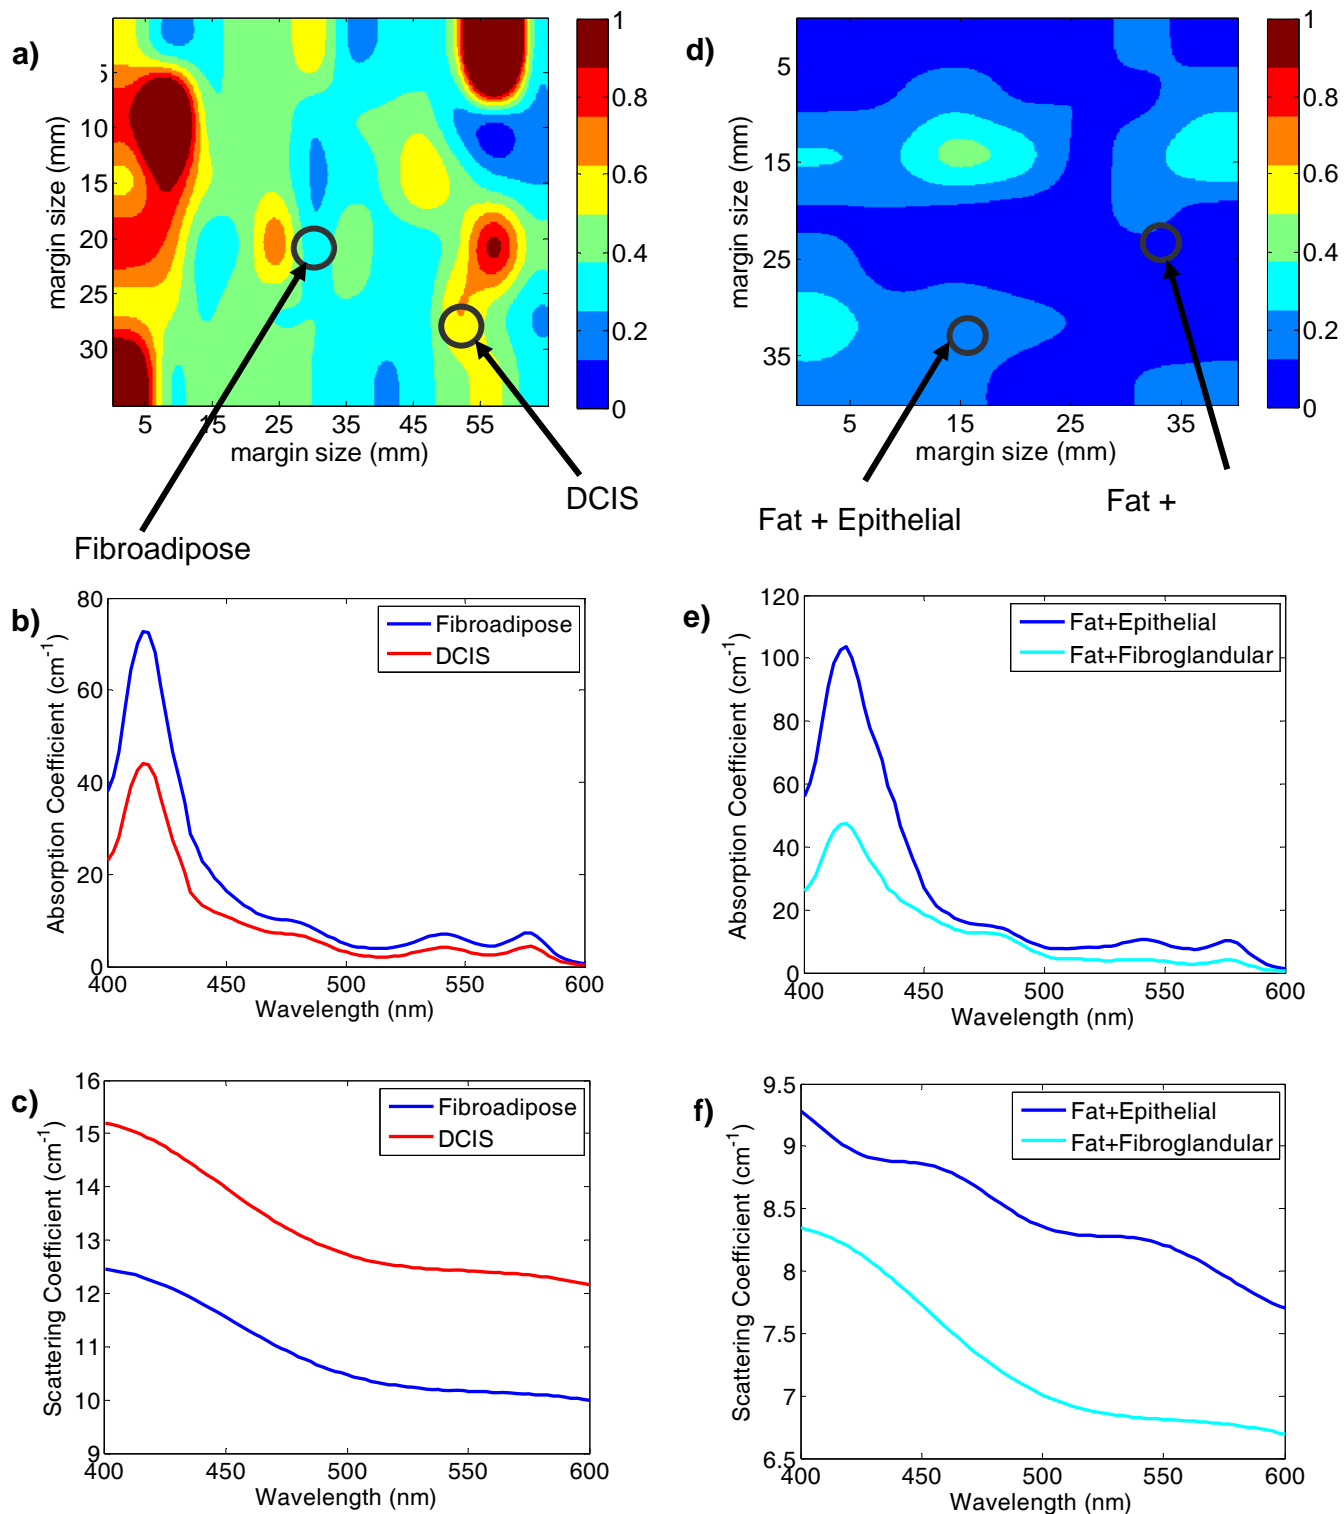 a)
margin size (mm)
5
10
15
20
25
30
5
15
25
35
45
55
margin size (mm)
1
0.8
0.6
0.4
0.2
0
Fibroadipose
DCIS
d)
margin size (mm)
5
15
25
35
5
15
25
35
margin size (mm)
1
0.8
0.6
0.4
0.2
0
Fat + Epithelial
Fat +
b)
Absorption Coefficient (cm-1)
80
60
40
20
0
400
450
500
550
600
Wavelength (nm)
Fibroadipose
DCIS
e)
Absorption Coefficient (cm-1)
120
100
80
60
40
20
0
400
450
500
550
600
Wavelength (nm)
Fat+Epithelial
Fat+Fibroglandular
c)
Scattering Coefficient (cm-1)
16
15
14
13
12
11
10
9
400
450
500
550
600
Wavelength (nm)
Fibroadipose
DCIS
f)
Scattering Coefficient (cm-1)
9.5
9
8.5
8
7.5
7
6.5
400
450
500
550
600
Wavelength (nm)
Fat+Epithelial
Fat+Fibroglandular